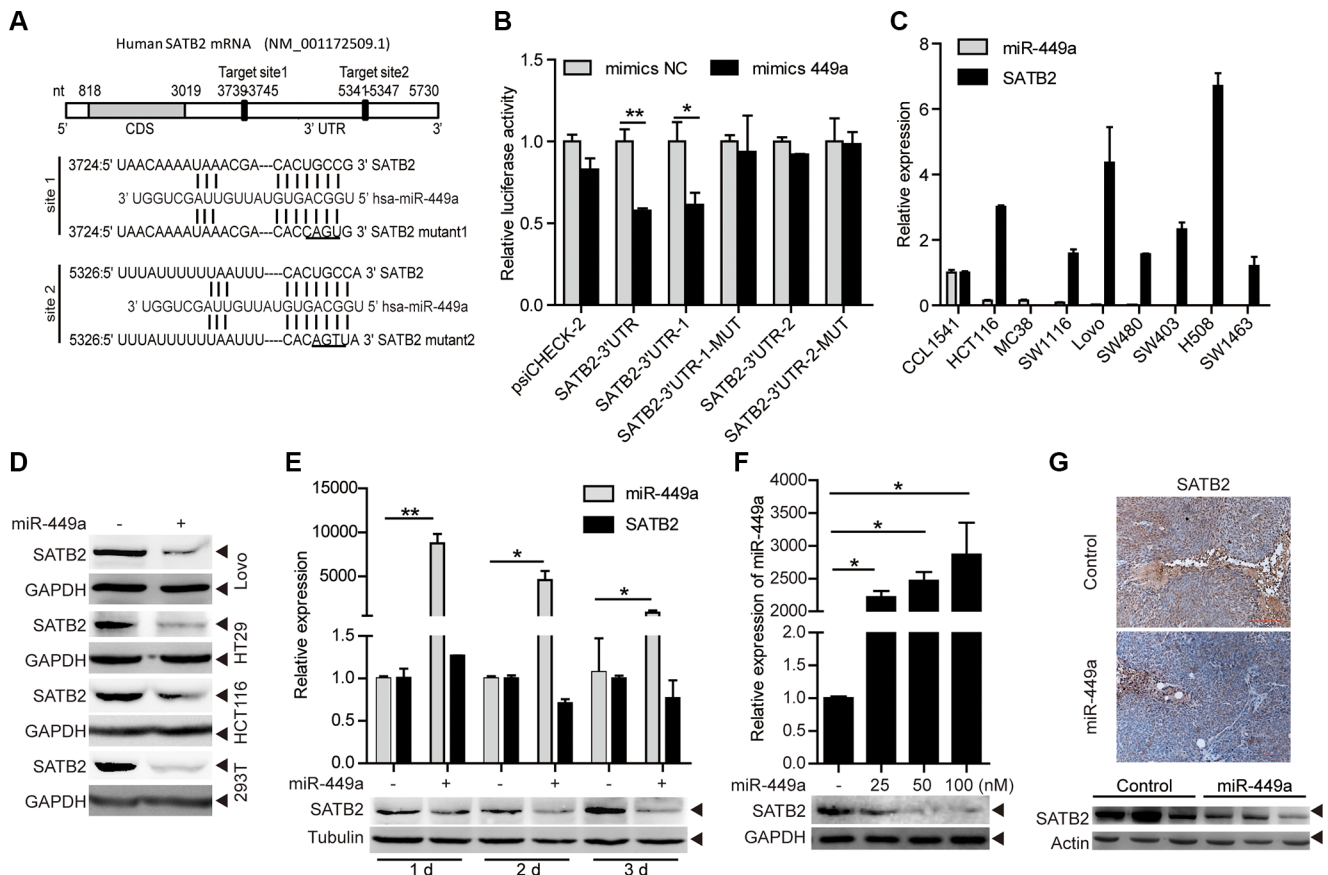 A
Human SATB2 mRNA (NM_001172509.1)
Target site1 Target site2
nt 818 3019 3739-3745 5341-5347 5730
5' CDS 3' UTR 3'
site 1
3724:5' UAACAAAAUAAACGA---CACUGCCG 3' SATB2
3' UGGUCGAUUGUUAUGUGACGGU 5' hsa-miR-449a
3724:5' UAACAAAAUAAACGA---CACCAGUG 3' SATB2 mutant1
site 2
5326:5' UUUAUUUUUUAAUUU----CACUGCCA 3' SATB2
3' UGGUCGAUUGUUAUGUGACGGU 5' hsa-miR-449a
5326:5' UUUAUUUUUUUAAUUU----CACAGTUA 3' SATB2 mutant2
B
mimics NC mimics 449a
Relative luciferase activity
1.5
1.0
0.5
0.0
** *
psiCHECK-2
SATB2-3'UTR
SATB2-3'UTR-1
SATB2-3'UTR-1-MUT
SATB2-3'UTR-2
SATB2-3'UTR-2-MUT
C
miR-449a
SATB2
Relative expression
8
6
4
2
0
CCL1541
HCT116
MC38
SW1116
Lovo
SW480
SW403
H508
SW1463
D
miR-449a - +
SATB2
GAPDH
Lovo
SATB2
GAPDH
HT29
SATB2
GAPDH
HCT116
SATB2
GAPDH
293T
E
miR-449a
SATB2
Relative expression
15000
10000
5000
1.5
1.0
0.5
0.0
** * *
miR-449a - + - + - +
SATB2
Tubulin
1 d 2 d 3 d
F
Relative expression of miR-449a
4000
3500
3000
2500
2000
2.0
1.5
1.0
0.5
0.0
*
*
*
miR-449a - 25 50 100 (nM)
SATB2
GAPDH
G
SATB2
Control
miR-449a
Control miR-449a
SATB2
Actin